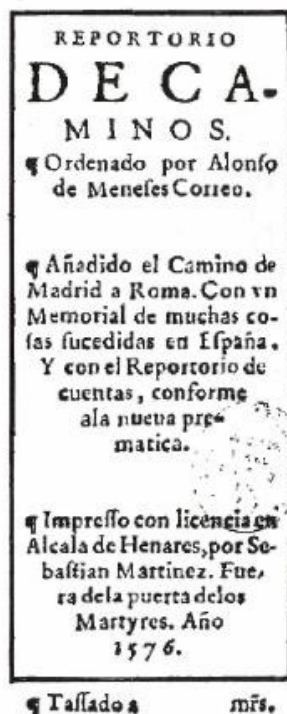 REPORTORIO
DE CA-
MINOS.
¶ Ordenado por Alonſo
de Meneſes Correo.
¶ Añadido el Camino de
Madrid a Roma. Con vn
Memorial de muchas co-
ſas ſucedidas en Eſpaña.
Y con el Reportorio de
cuentas, conforme
ala nueua pre-
matica.
¶ Impreſſo con licencia en
Alcala de Henares, por Se-
baſtian Martinez. Fue-
ra dela puerta delos
Martyres. Año
1576.
¶ Taſſado a mr̃s.